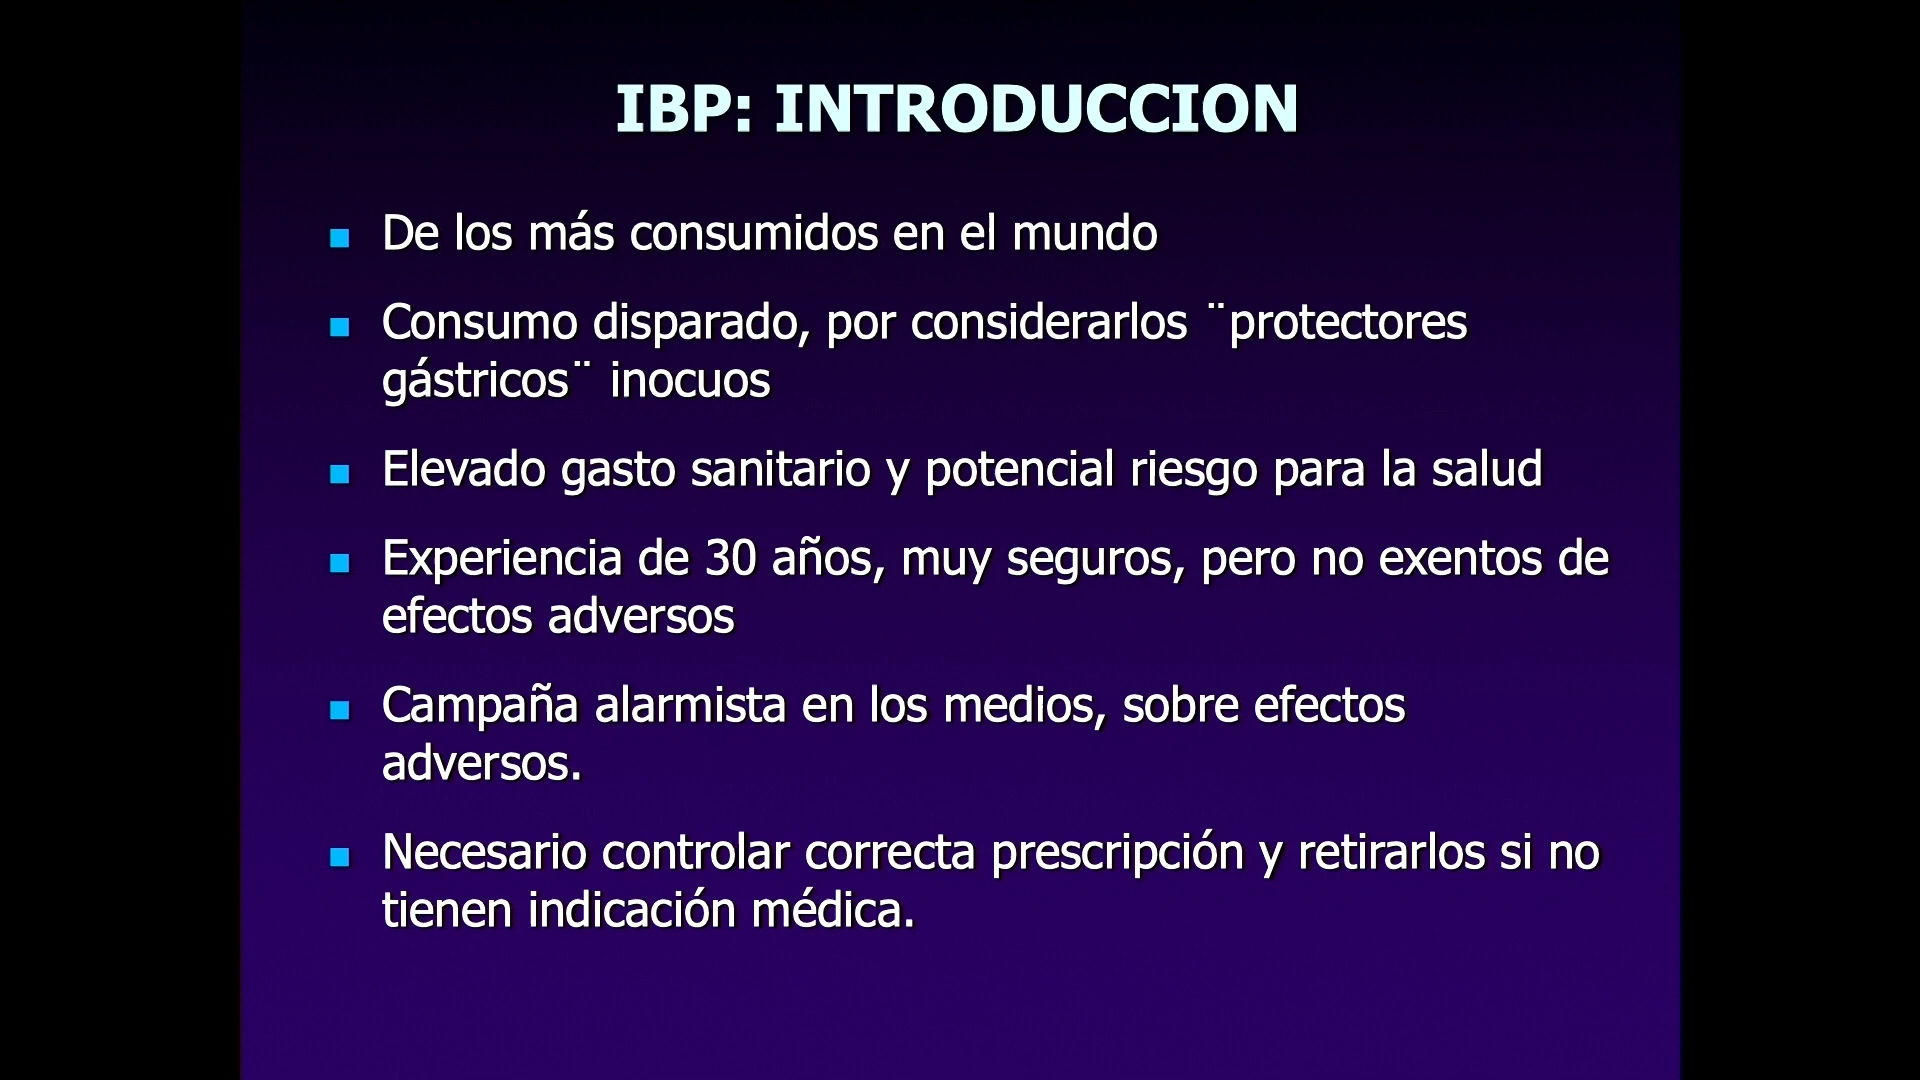 IBP: INTRODUCCION
De los más consumidos en el mundo
Consumo disparado, por considerarlos ¨protectores
gástricos¨ inocuos
Elevado gasto sanitario y potencial riesgo para la salud
Experiencia de 30 años, muy seguros, pero no exentos de
efectos adversos
Campaña alarmista en los medios, sobre efectos
adversos.
Necesario controlar correcta prescripción y retirarlos si no
tienen indicación médica.